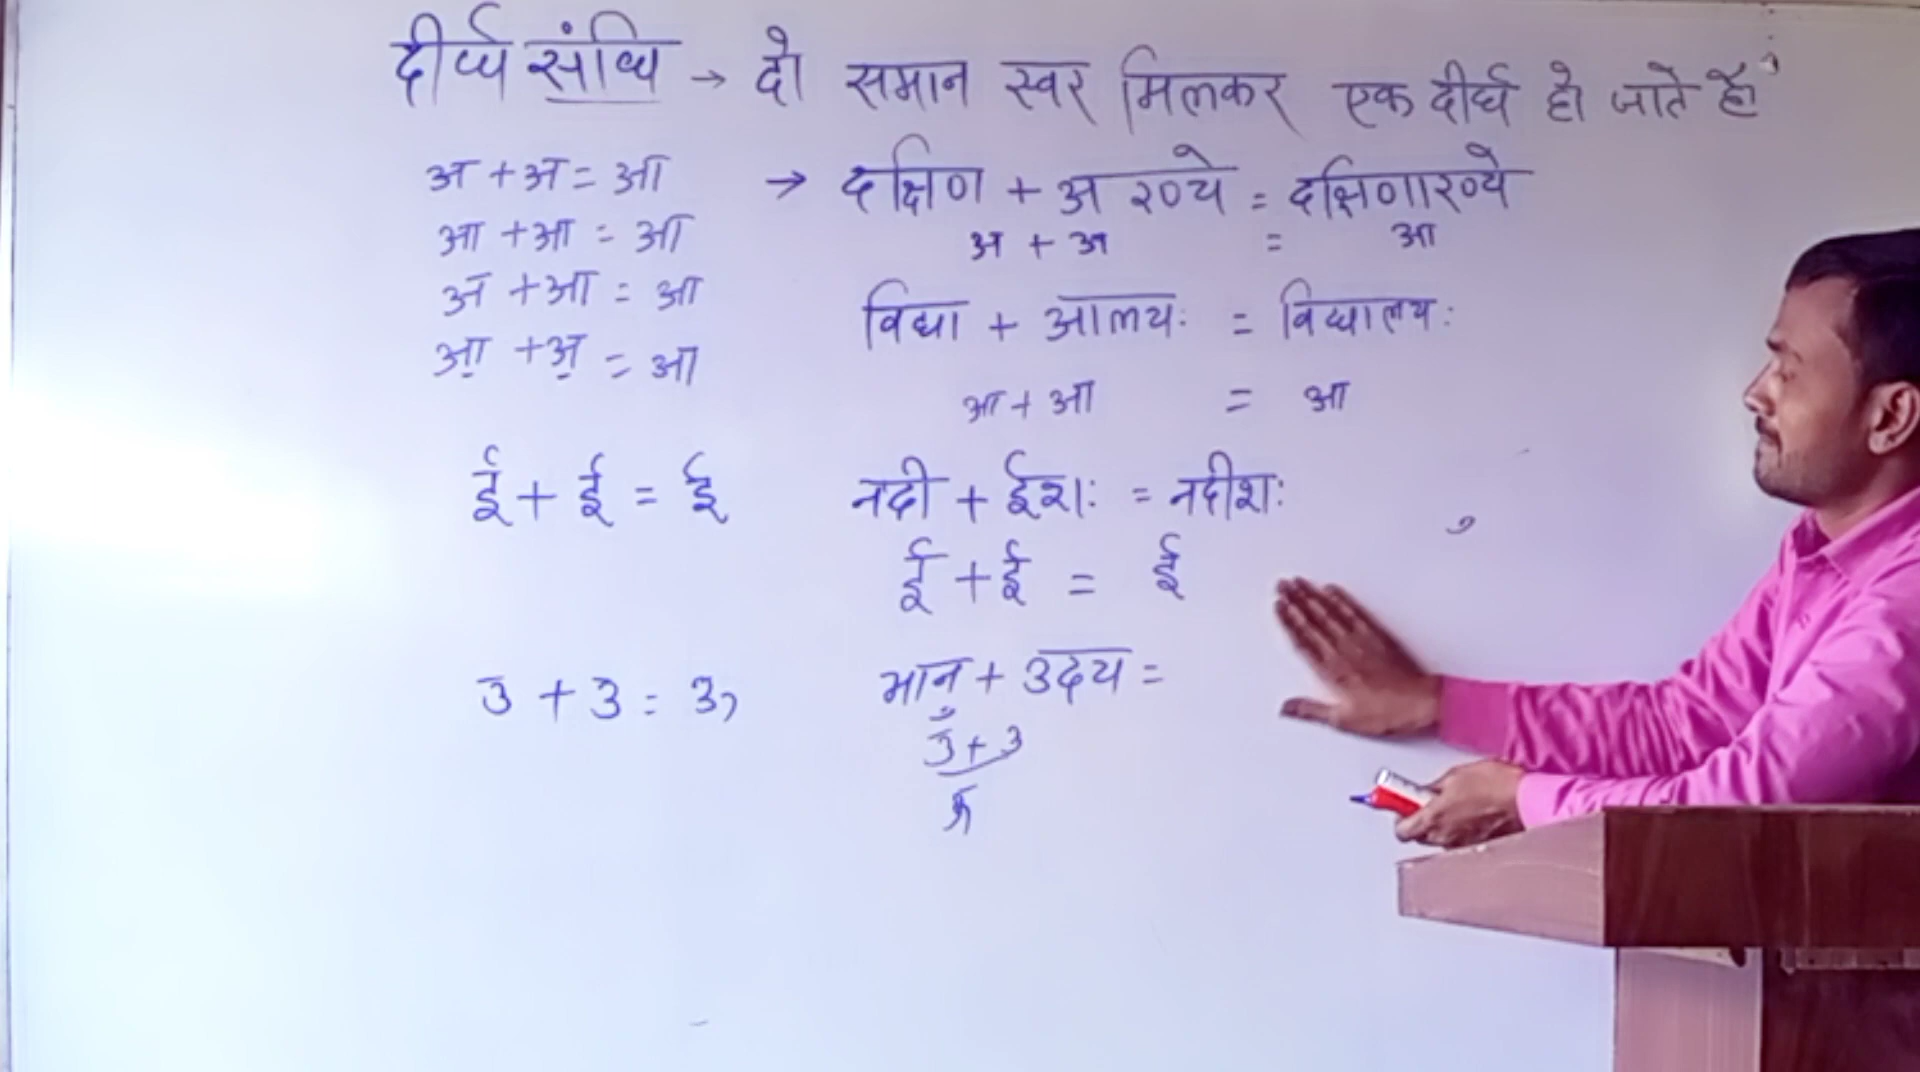 दीर्घ संधि → दो समान स्वर मिलकर एक दीर्घ हो जाते हैं
अ + अ = आ
आ + आ = आ
अ + आ = आ
आ + अ = आ
→ दक्षिण + अरण्ये = दक्षिणारण्ये
अ + अ = आ
विद्या + आलयः = विद्यालयः
आ + आ = आ
ई + ई = ई
नदी + ईशः = नदीशः
ई + ई = ई
उ + उ = ऊ
भानु + उदय =
उ + उ
ऊ